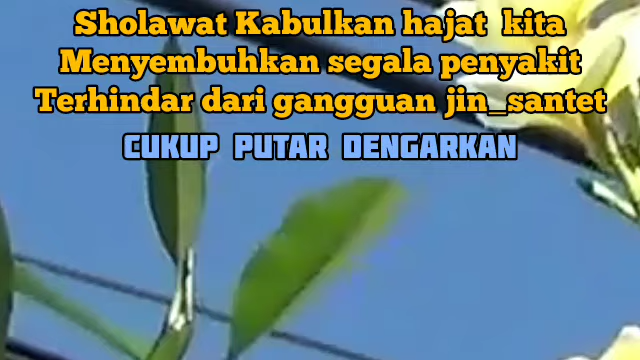 Sholawat Kabulkan hajat kita
Menyembuhkan segala penyakit
Terhindar dari gangguan jin_santet
CUKUP PUTAR DENGARKAN